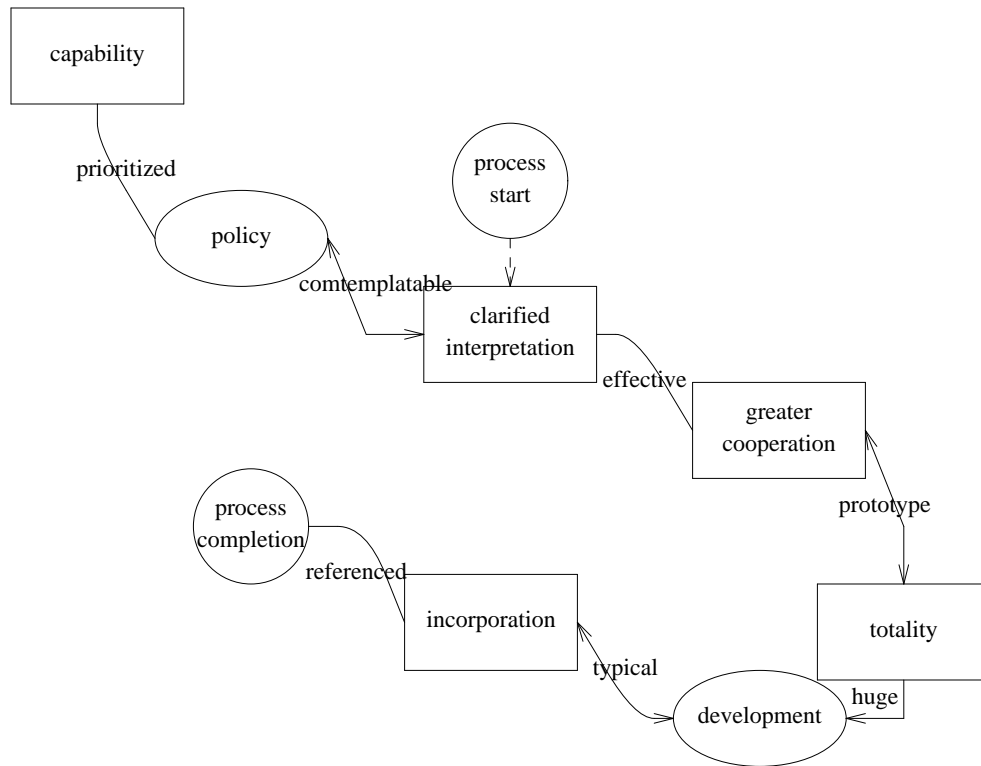 capability
prioritized
process
start
policy
comtemplatable
clarified
interpretation
effective
greater
cooperation
prototype
process
completion
referenced
incorporation
totality
typical
huge
development